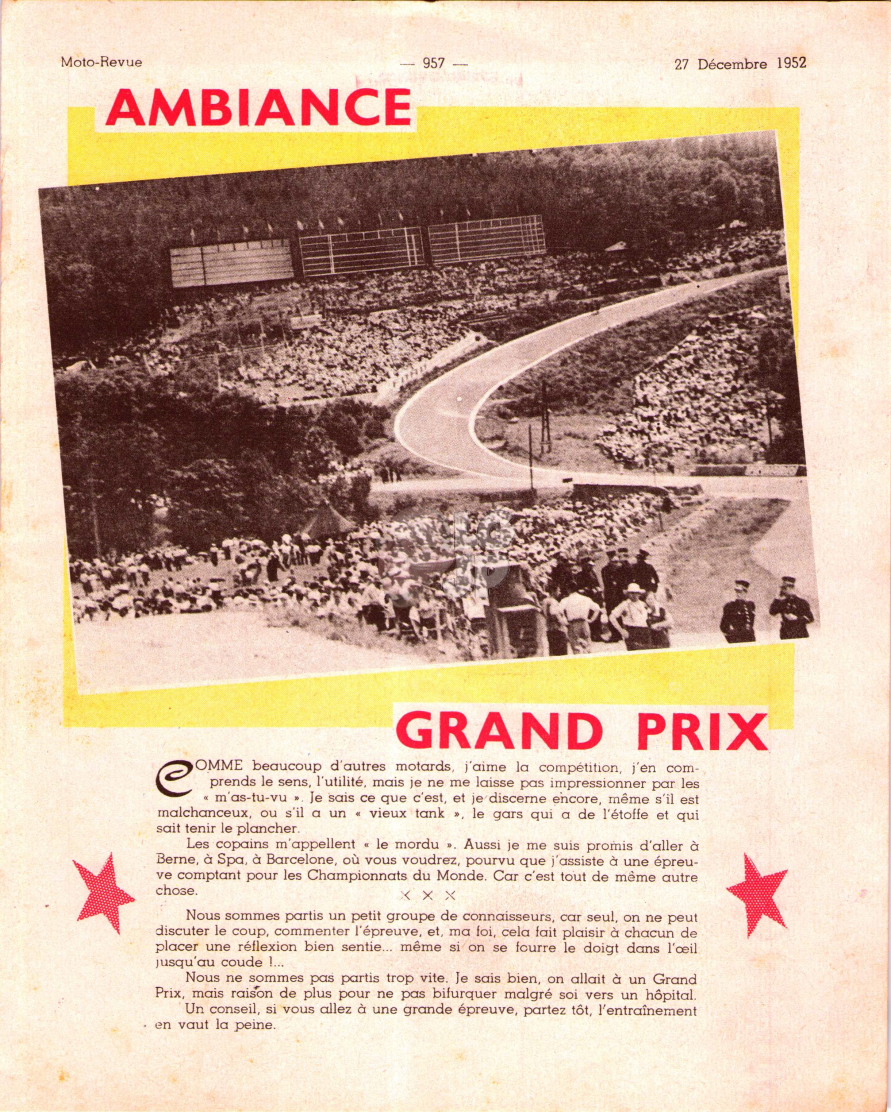 Moto-Revue — 957 — 27 Décembre 1952
AMBIANCE
GRAND PRIX
COMME beaucoup d'autres motards, j'aime la compétition, j'en com-
prends le sens, l'utilité, mais je ne me laisse pas impressionner par les
« m'as-tu-vu ». Je sais ce que c'est, et je discerne encore, même s'il est
malchanceux, ou s'il a un « vieux tank », le gars qui a de l'étoffe et qui
sait tenir le plancher.
Les copains m'appellent « le mordu ». Aussi je me suis promis d'aller à
Berne, à Spa, à Barcelone, où vous voudrez, pourvu que j'assiste à une épreu-
ve comptant pour les Championnats du Monde. Car c'est tout de même autre
chose.
× × ×
Nous sommes partis un petit groupe de connaisseurs, car seul, on ne peut
discuter le coup, commenter l'épreuve, et, ma foi, cela fait plaisir à chacun de
placer une réflexion bien sentie... même si on se fourre le doigt dans l'œil
jusqu'au coude !...
Nous ne sommes pas partis trop vite. Je sais bien, on allait à un Grand
Prix, mais raison de plus pour ne pas bifurquer malgré soi vers un hôpital.
Un conseil, si vous allez à une grande épreuve, partez tôt, l'entraînement
en vaut la peine.